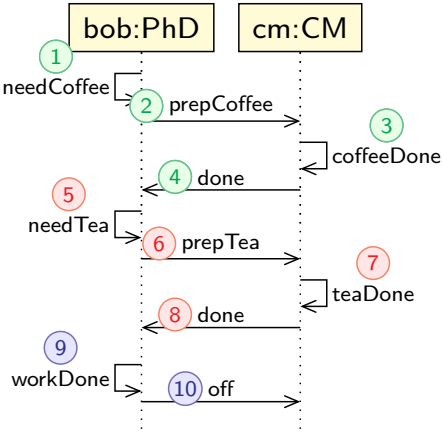 bob:PhD cm:CM
1
needCoffee
2 prepCoffee
3
coffeeDone
4 done
5
needTea
6 prepTea
7
teaDone
8 done
9
workDone
10 off